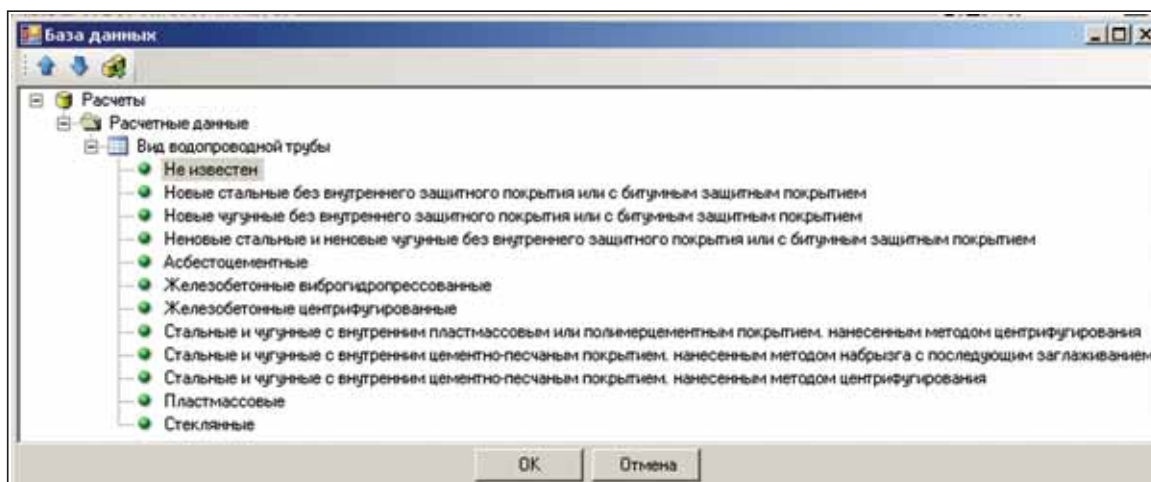 База данных
Расчеты
Расчетные данные
Вид водопроводной трубы
Не известен
Новые стальные без внутреннего защитного покрытия или с битумным защитным покрытием
Новые чугунные без внутреннего защитного покрытия или с битумным защитным покрытием
Неновые стальные и неновые чугунные без внутреннего защитного покрытия или с битумным защитным покрытием
Асбестоцементные
Железобетонные виброгидропрессованные
Железобетонные центрифугированные
Стальные и чугунные с внутренним пластмассовым или полимерцементным покрытием. нанесенным методом центрифугирования
Стальные и чугунные с внутренним цементно-песчаным покрытием. нанесенным методом набрызга с последующим заглаживанием
Стальные и чугунные с внутренним цементно-песчаным покрытием. нанесенным методом центрифугирования
Пластмассовые
Стеклянные
OK Отмена